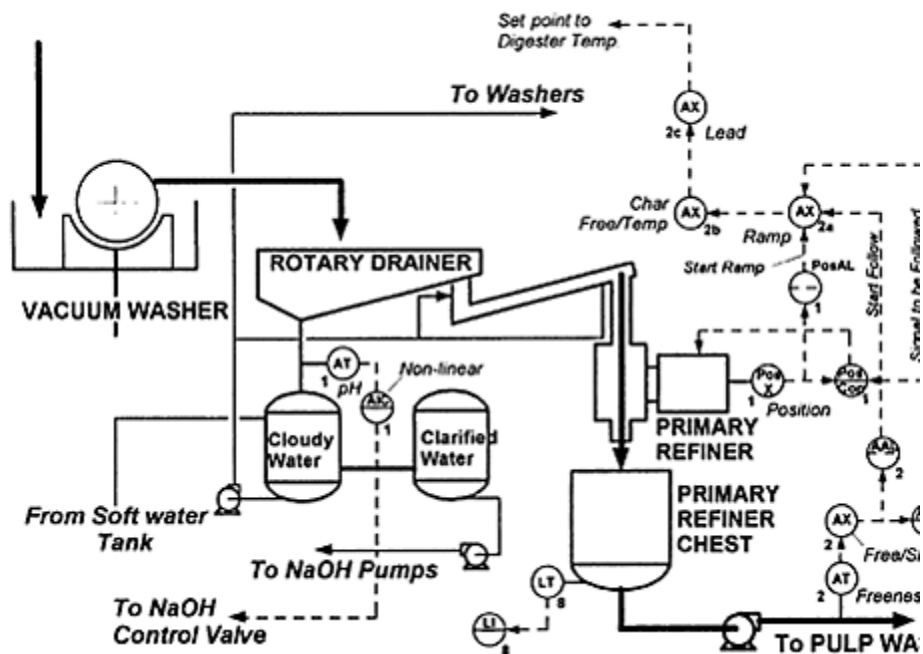 Set point to
Digester Temp.
To Washers
AX
2c
Lead
Char
Free/Temp
AX
2b
AX
2a
Ramp
Start Ramp
PosAL
1
Start Follow
Signal to be Followed
ROTARY DRAINER
VACUUM WASHER
AT
1
pH
Non-linear
AIC
1
Cloudy
Water
Clarified
Water
Pos
X
1
Position
Pos
1
PRIMARY
REFINER
PRIMARY
REFINER
CHEST
AA
2
AX
2
Free/S
AT
2
Freenes
From Soft water
Tank
To NaOH Pumps
To NaOH
Control Valve
LT
8
LI
8
To PULP WA